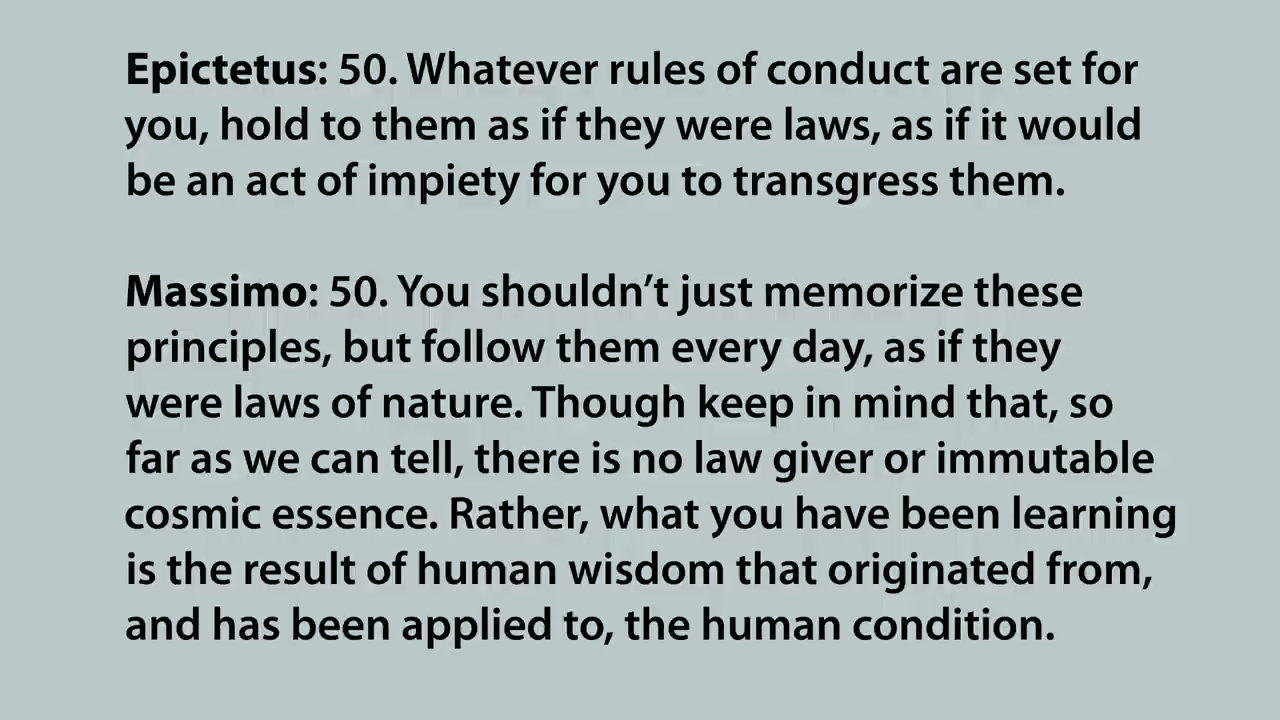 Epictetus: 50. Whatever rules of conduct are set for
you, hold to them as if they were laws, as if it would
be an act of impiety for you to transgress them.
Massimo: 50. You shouldn’t just memorize these
principles, but follow them every day, as if they
were laws of nature. Though keep in mind that, so
far as we can tell, there is no law giver or immutable
cosmic essence. Rather, what you have been learning
is the result of human wisdom that originated from,
and has been applied to, the human condition.